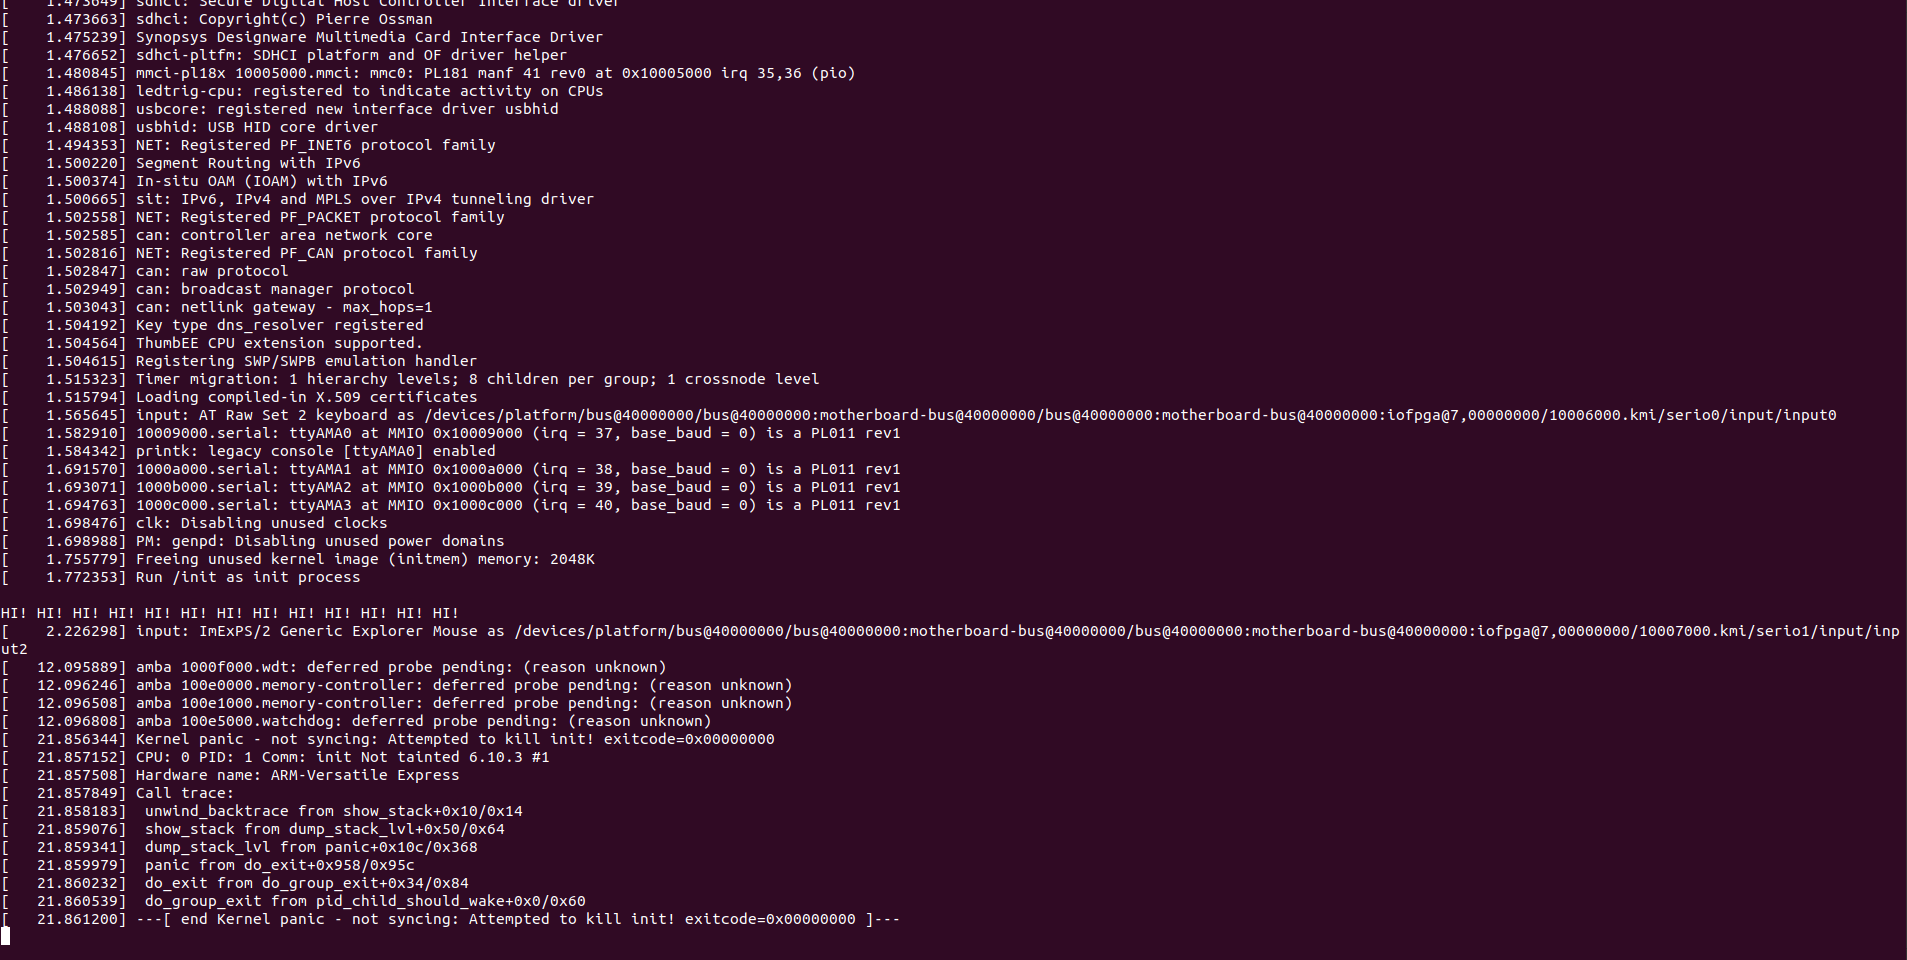 [    1.473649] sdhci: Secure Digital Host Controller Interface driver
[    1.473663] sdhci: Copyright(c) Pierre Ossman
[    1.475239] Synopsys Designware Multimedia Card Interface Driver
[    1.476652] sdhci-pltfm: SDHCI platform and OF driver helper
[    1.480845] mmci-pl18x 10005000.mmci: mmc0: PL181 manf 41 rev0 at 0x10005000 irq 35,36 (pio)
[    1.486138] ledtrig-cpu: registered to indicate activity on CPUs
[    1.488088] usbcore: registered new interface driver usbhid
[    1.488108] usbhid: USB HID core driver
[    1.494353] NET: Registered PF_INET6 protocol family
[    1.500220] Segment Routing with IPv6
[    1.500374] In-situ OAM (IOAM) with IPv6
[    1.500665] sit: IPv6, IPv4 and MPLS over IPv4 tunneling driver
[    1.502558] NET: Registered PF_PACKET protocol family
[    1.502585] can: controller area network core
[    1.502816] NET: Registered PF_CAN protocol family
[    1.502847] can: raw protocol
[    1.502949] can: broadcast manager protocol
[    1.503043] can: netlink gateway - max_hops=1
[    1.504192] Key type dns_resolver registered
[    1.504564] ThumbEE CPU extension supported.
[    1.504615] Registering SWP/SWPB emulation handler
[    1.515323] Timer migration: 1 hierarchy levels; 8 children per group; 1 crossnode level
[    1.515794] Loading compiled-in X.509 certificates
[    1.565645] input: AT Raw Set 2 keyboard as /devices/platform/bus@40000000/bus@40000000:motherboard-bus@40000000/bus@40000000:motherboard-bus@40000000:iofpga@7,00000000/10006000.kmi/serio0/input/input0
[    1.582910] 10009000.serial: ttyAMA0 at MMIO 0x10009000 (irq = 37, base_baud = 0) is a PL011 rev1
[    1.584342] printk: legacy console [ttyAMA0] enabled
[    1.691570] 1000a000.serial: ttyAMA1 at MMIO 0x1000a000 (irq = 38, base_baud = 0) is a PL011 rev1
[    1.693071] 1000b000.serial: ttyAMA2 at MMIO 0x1000b000 (irq = 39, base_baud = 0) is a PL011 rev1
[    1.694763] 1000c000.serial: ttyAMA3 at MMIO 0x1000c000 (irq = 40, base_baud = 0) is a PL011 rev1
[    1.698476] clk: Disabling unused clocks
[    1.698988] PM: genpd: Disabling unused power domains
[    1.755779] Freeing unused kernel image (initmem) memory: 2048K
[    1.772353] Run /init as init process
HI! HI! HI! HI! HI! HI! HI! HI! HI! HI! HI! HI! HI!
[    2.226298] input: ImExPS/2 Generic Explorer Mouse as /devices/platform/bus@40000000/bus@40000000:motherboard-bus@40000000/bus@40000000:motherboard-bus@40000000:iofpga@7,00000000/10007000.kmi/serio1/input/inp
ut2
[   12.095889] amba 1000f000.wdt: deferred probe pending: (reason unknown)
[   12.096246] amba 100e0000.memory-controller: deferred probe pending: (reason unknown)
[   12.096508] amba 100e1000.memory-controller: deferred probe pending: (reason unknown)
[   12.096808] amba 100e5000.watchdog: deferred probe pending: (reason unknown)
[   21.856344] Kernel panic - not syncing: Attempted to kill init! exitcode=0x00000000
[   21.857152] CPU: 0 PID: 1 Comm: init Not tainted 6.10.3 #1
[   21.857508] Hardware name: ARM-Versatile Express
[   21.857849] Call trace:
[   21.858183]  unwind_backtrace from show_stack+0x10/0x14
[   21.859076]  show_stack from dump_stack_lvl+0x50/0x64
[   21.859341]  dump_stack_lvl from panic+0x10c/0x368
[   21.859979]  panic from do_exit+0x958/0x95c
[   21.860232]  do_exit from do_group_exit+0x34/0x84
[   21.860539]  do_group_exit from pid_child_should_wake+0x0/0x60
[   21.861200] ---[ end Kernel panic - not syncing: Attempted to kill init! exitcode=0x00000000 ]---